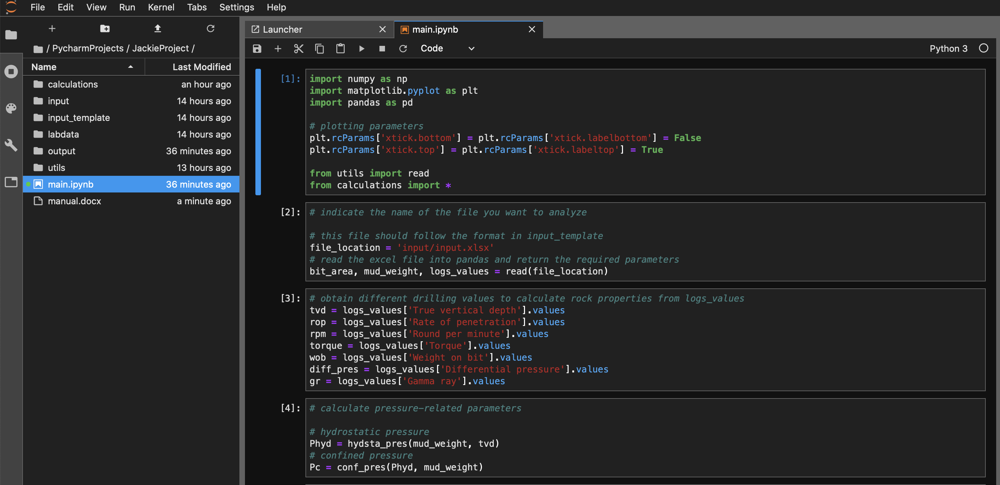 File Edit View Run Kernel Tabs Settings Help
/ PycharmProjects / JackieProject /
Name Last Modified
calculations an hour ago
input 14 hours ago
input_template 14 hours ago
labdata 14 hours ago
output 36 minutes ago
utils 13 hours ago
main.ipynb 36 minutes ago
manual.docx a minute ago
Launcher main.ipynb
Code Python 3
[1]: import numpy as np
import matplotlib.pyplot as plt
import pandas as pd
# plotting parameters
plt.rcParams['xtick.bottom'] = plt.rcParams['xtick.labelbottom'] = False
plt.rcParams['xtick.top'] = plt.rcParams['xtick.labeltop'] = True
from utils import read
from calculations import *
[2]: # indicate the name of the file you want to analyze
# this file should follow the format in input_template
file_location = 'input/input.xlsx'
# read the excel file into pandas and return the required parameters
bit_area, mud_weight, logs_values = read(file_location)
[3]: # obtain different drilling values to calculate rock properties from logs_values
tvd = logs_values['True vertical depth'].values
rop = logs_values['Rate of penetration'].values
rpm = logs_values['Round per minute'].values
torque = logs_values['Torque'].values
wob = logs_values['Weight on bit'].values
diff_pres = logs_values['Differential pressure'].values
gr = logs_values['Gamma ray'].values
[4]: # calculate pressure-related parameters
# hydrostatic pressure
Phyd = hydsta_pres(mud_weight, tvd)
# confined pressure
Pc = conf_pres(Phyd, mud_weight)